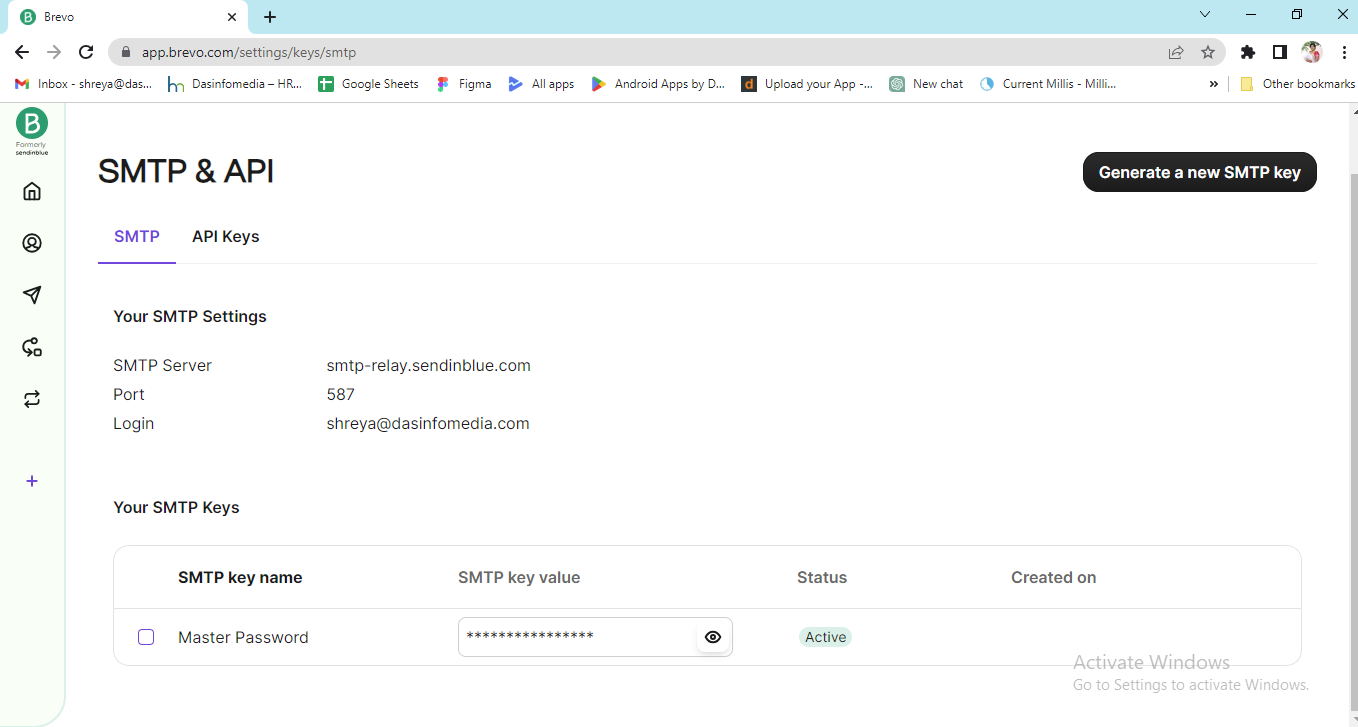 B Brevo
app.brevo.com/settings/keys/smtp
Inbox - shreya@das... Dasinfomedia – HR... Google Sheets Figma All apps Android Apps by D... Upload your App -... New chat Current Millis - Milli... » Other bookmarks
B
Formerly
sendinblue
SMTP & API
Generate a new SMTP key
SMTP API Keys
Your SMTP Settings
SMTP Server smtp-relay.sendinblue.com
Port 587
Login shreya@dasinfomedia.com
Your SMTP Keys
SMTP key name SMTP key value Status Created on
Master Password **************** Active
Activate Windows
Go to Settings to activate Windows.